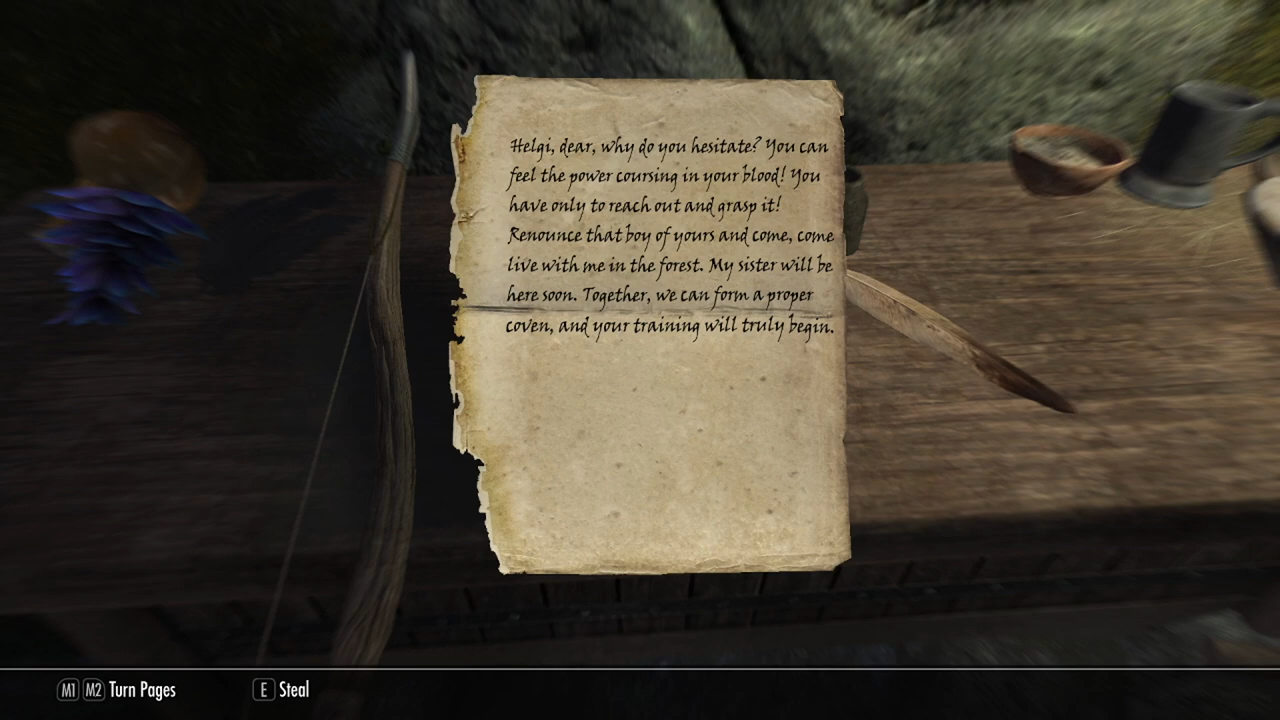 Helgi, dear, why do you hesitate? You can
feel the power coursing in your blood! You
have only to reach out and grasp it!
Renounce that boy of yours and come, come
live with me in the forest. My sister will be
here soon. Together, we can form a proper
coven, and your training will truly begin.
M1 M2 Turn Pages E Steal